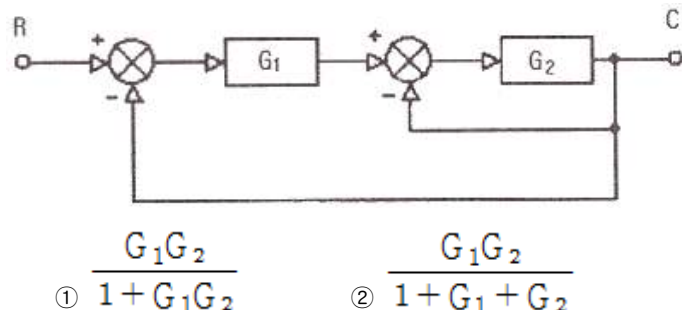 R C
+ + 
G₁ G₂
- -
① G₁G₂ / 1+G₁G₂ ② G₁G₂ / 1+G₁+G₂